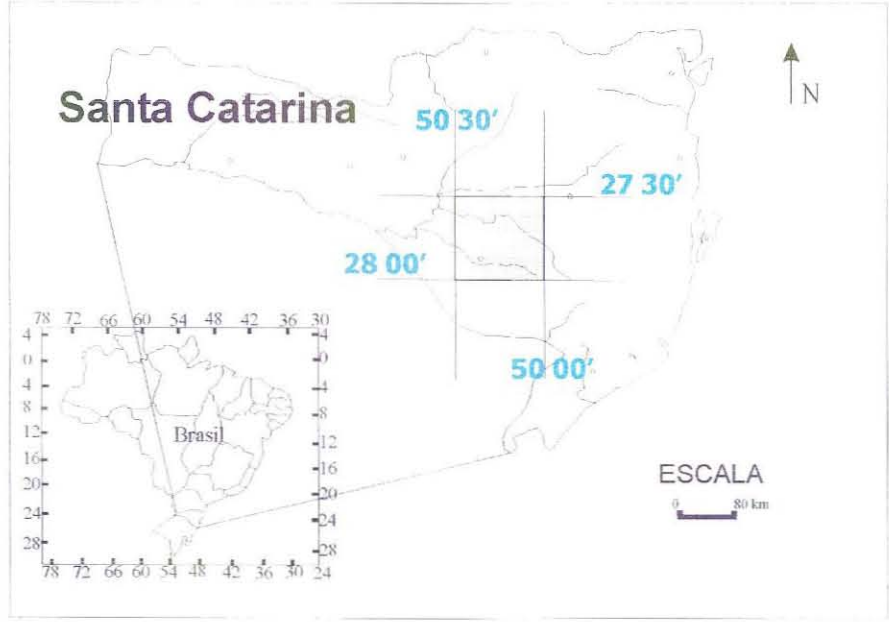 Santa Catarina
N
50 30'
27 30'
28 00'
50 00'
78 72 66 60 54 48 42 36 30
4 4
0 0
4 4
8 8
12 12
16 16
20 20
24 24
28 28
Brasil
78 72 66 60 54 48 42 36 30 24
ESCALA
0 80 km